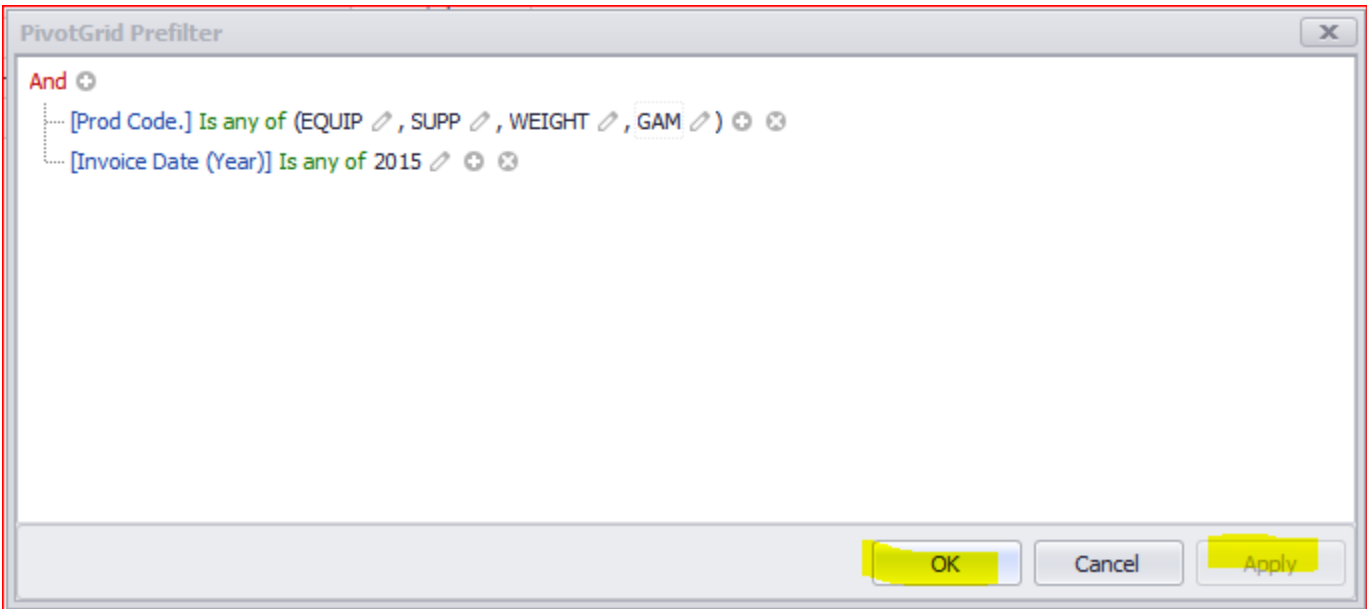 PivotGrid Prefilter
And
[Prod Code.] Is any of (EQUIP , SUPP , WEIGHT , GAM )
[Invoice Date (Year)] Is any of 2015
OK Cancel Apply